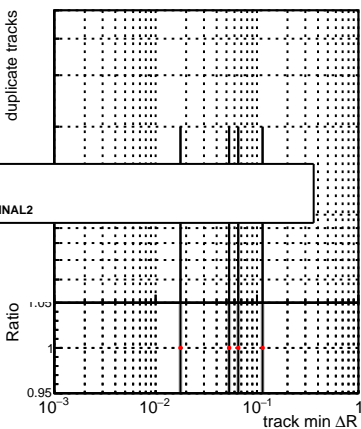 duplicate tracks
INAL2
1.05
Ratio
1
0.95
10⁻³ 10⁻² 10⁻¹ 1
track min ΔR